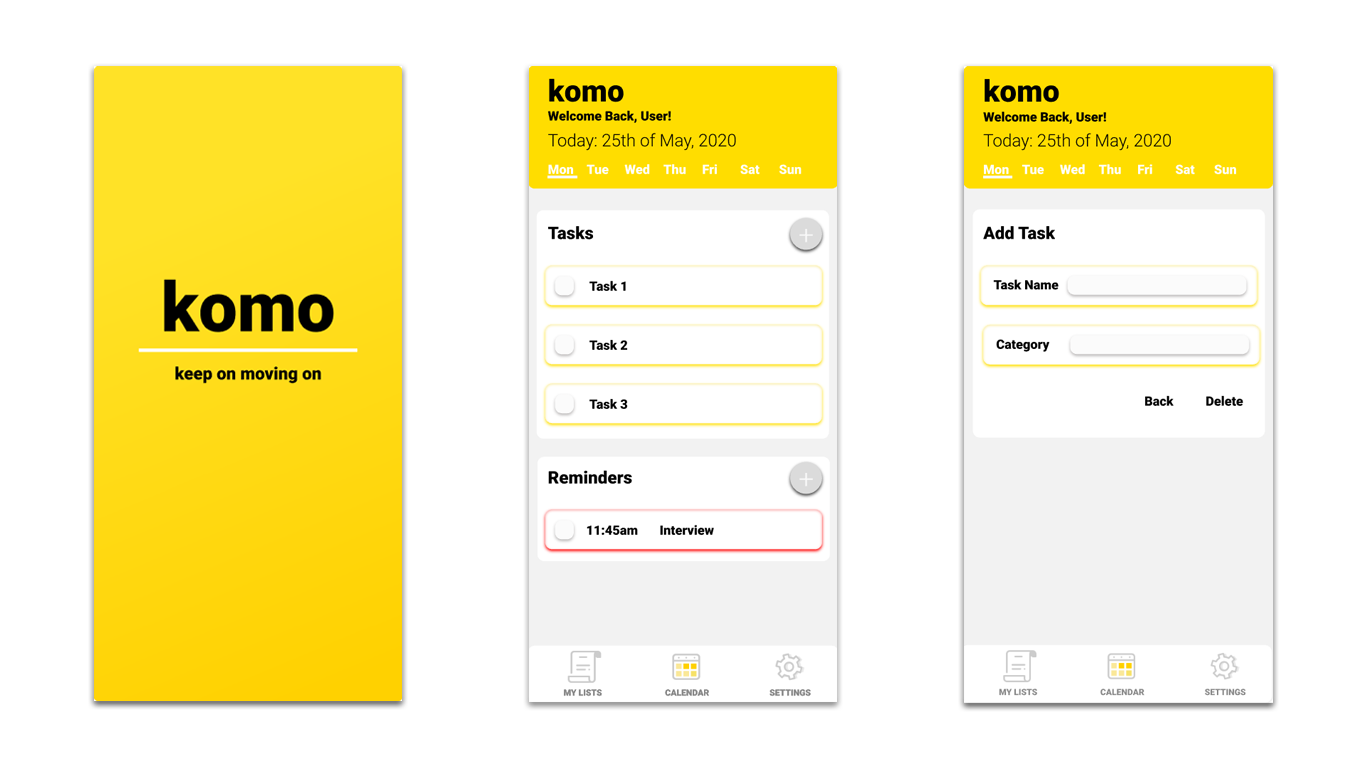 komo
keep on moving on
komo
Welcome Back, User!
Today: 25th of May, 2020
Mon Tue Wed Thu Fri Sat Sun
Tasks
+
Task 1
Task 2
Task 3
Reminders
+
11:45am Interview
MY LISTS CALENDAR SETTINGS
komo
Welcome Back, User!
Today: 25th of May, 2020
Mon Tue Wed Thu Fri Sat Sun
Add Task
Task Name
Category
Back Delete
MY LISTS CALENDAR SETTINGS